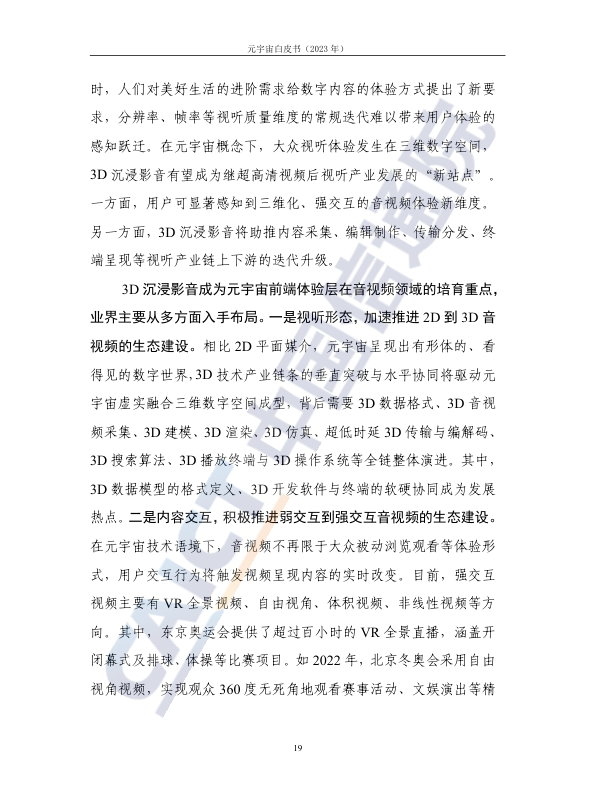 元宇宙白皮书（2023 年）
时，人们对美好生活的进阶需求给数字内容的体验方式提出了新要
求，分辨率、帧率等视听质量维度的常规迭代难以带来用户体验的
感知跃迁。在元宇宙概念下，大众视听体验发生在三维数字空间，
3D 沉浸影音有望成为继超高清视频后视听产业发展的“新站点”。
一方面，用户可显著感知到三维化、强交互的音视频体验新维度。
另一方面，3D 沉浸影音将助推内容采集、编辑制作、传输分发、终
端呈现等视听产业链上下游的迭代升级。
3D 沉浸影音成为元宇宙前端体验层在音视频领域的培育重点，
业界主要从多方面入手布局。一是视听形态，加速推进 2D 到 3D 音
视频的生态建设。相比 2D 平面媒介，元宇宙呈现出有形体的、看
得见的数字世界，3D 技术产业链条的垂直突破与水平协同将驱动元
宇宙虚实融合三维数字空间成型，背后需要 3D 数据格式、3D 音视
频采集、3D 建模、3D 渲染、3D 仿真、超低时延 3D 传输与编解码、
3D 搜索算法、3D 播放终端与 3D 操作系统等全链整体演进。其中，
3D 数据模型的格式定义、3D 开发软件与终端的软硬协同成为发展
热点。二是内容交互，积极推进弱交互到强交互音视频的生态建设。
在元宇宙技术语境下，音视频不再限于大众被动浏览观看等体验形
式，用户交互行为将触发视频呈现内容的实时改变。目前，强交互
视频主要有 VR 全景视频、自由视角、体积视频、非线性视频等方
向。其中，东京奥运会提供了超过百小时的 VR 全景直播，涵盖开
闭幕式及排球、体操等比赛项目。如 2022 年，北京冬奥会采用自由
视角视频，实现观众 360 度无死角地观看赛事活动、文娱演出等精
19
CAICT 中国信通院